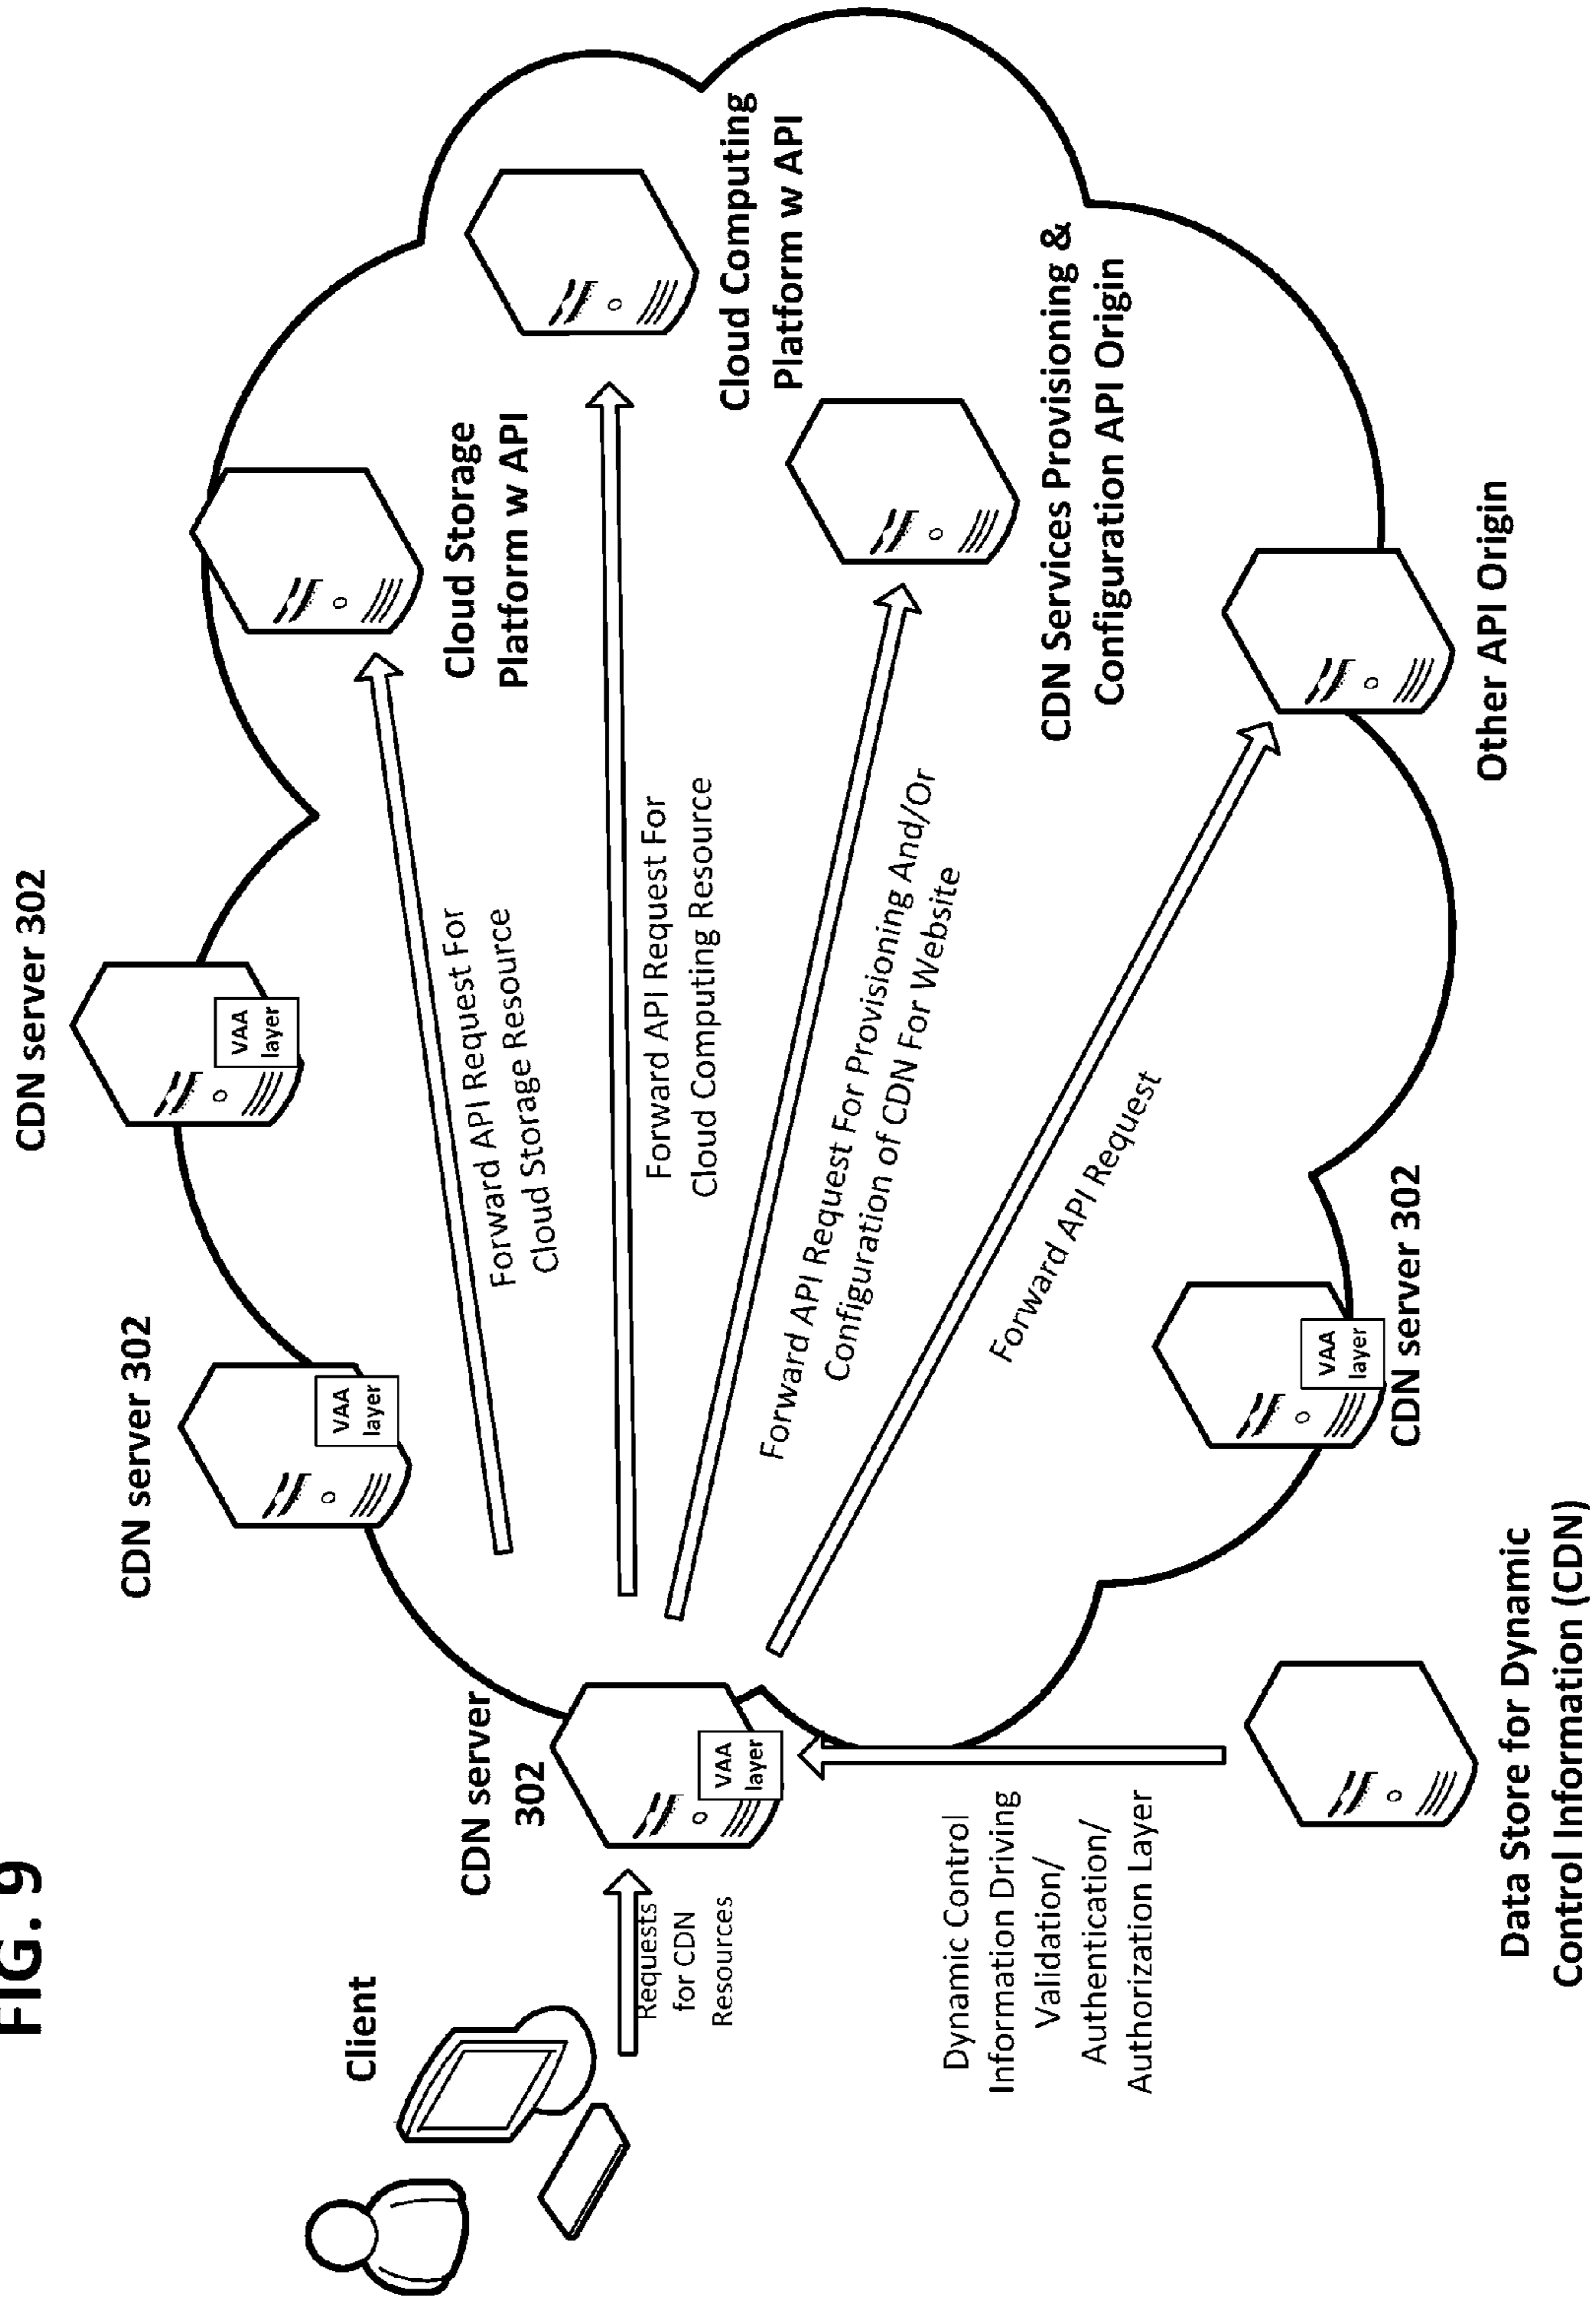 FIG. 9
CDN server 302
CDN server 302
VAA
layer
VAA
layer
Client
CDN server
302
VAA
layer
Requests
for CDN
Resources
Forward API Request For
Cloud Storage Resource
Cloud Storage
Platform w API
Forward API Request For
Cloud Computing Resource
Cloud Computing
Platform w API
Forward API Request For Provisioning And/Or
Configuration of CDN For Website
CDN Services Provisioning &
Configuration API Origin
Forward API Request
Other API Origin
Dynamic Control
Information Driving
Validation/
Authentication/
Authorization Layer
VAA
layer
CDN server 302
Data Store for Dynamic
Control Information (CDN)